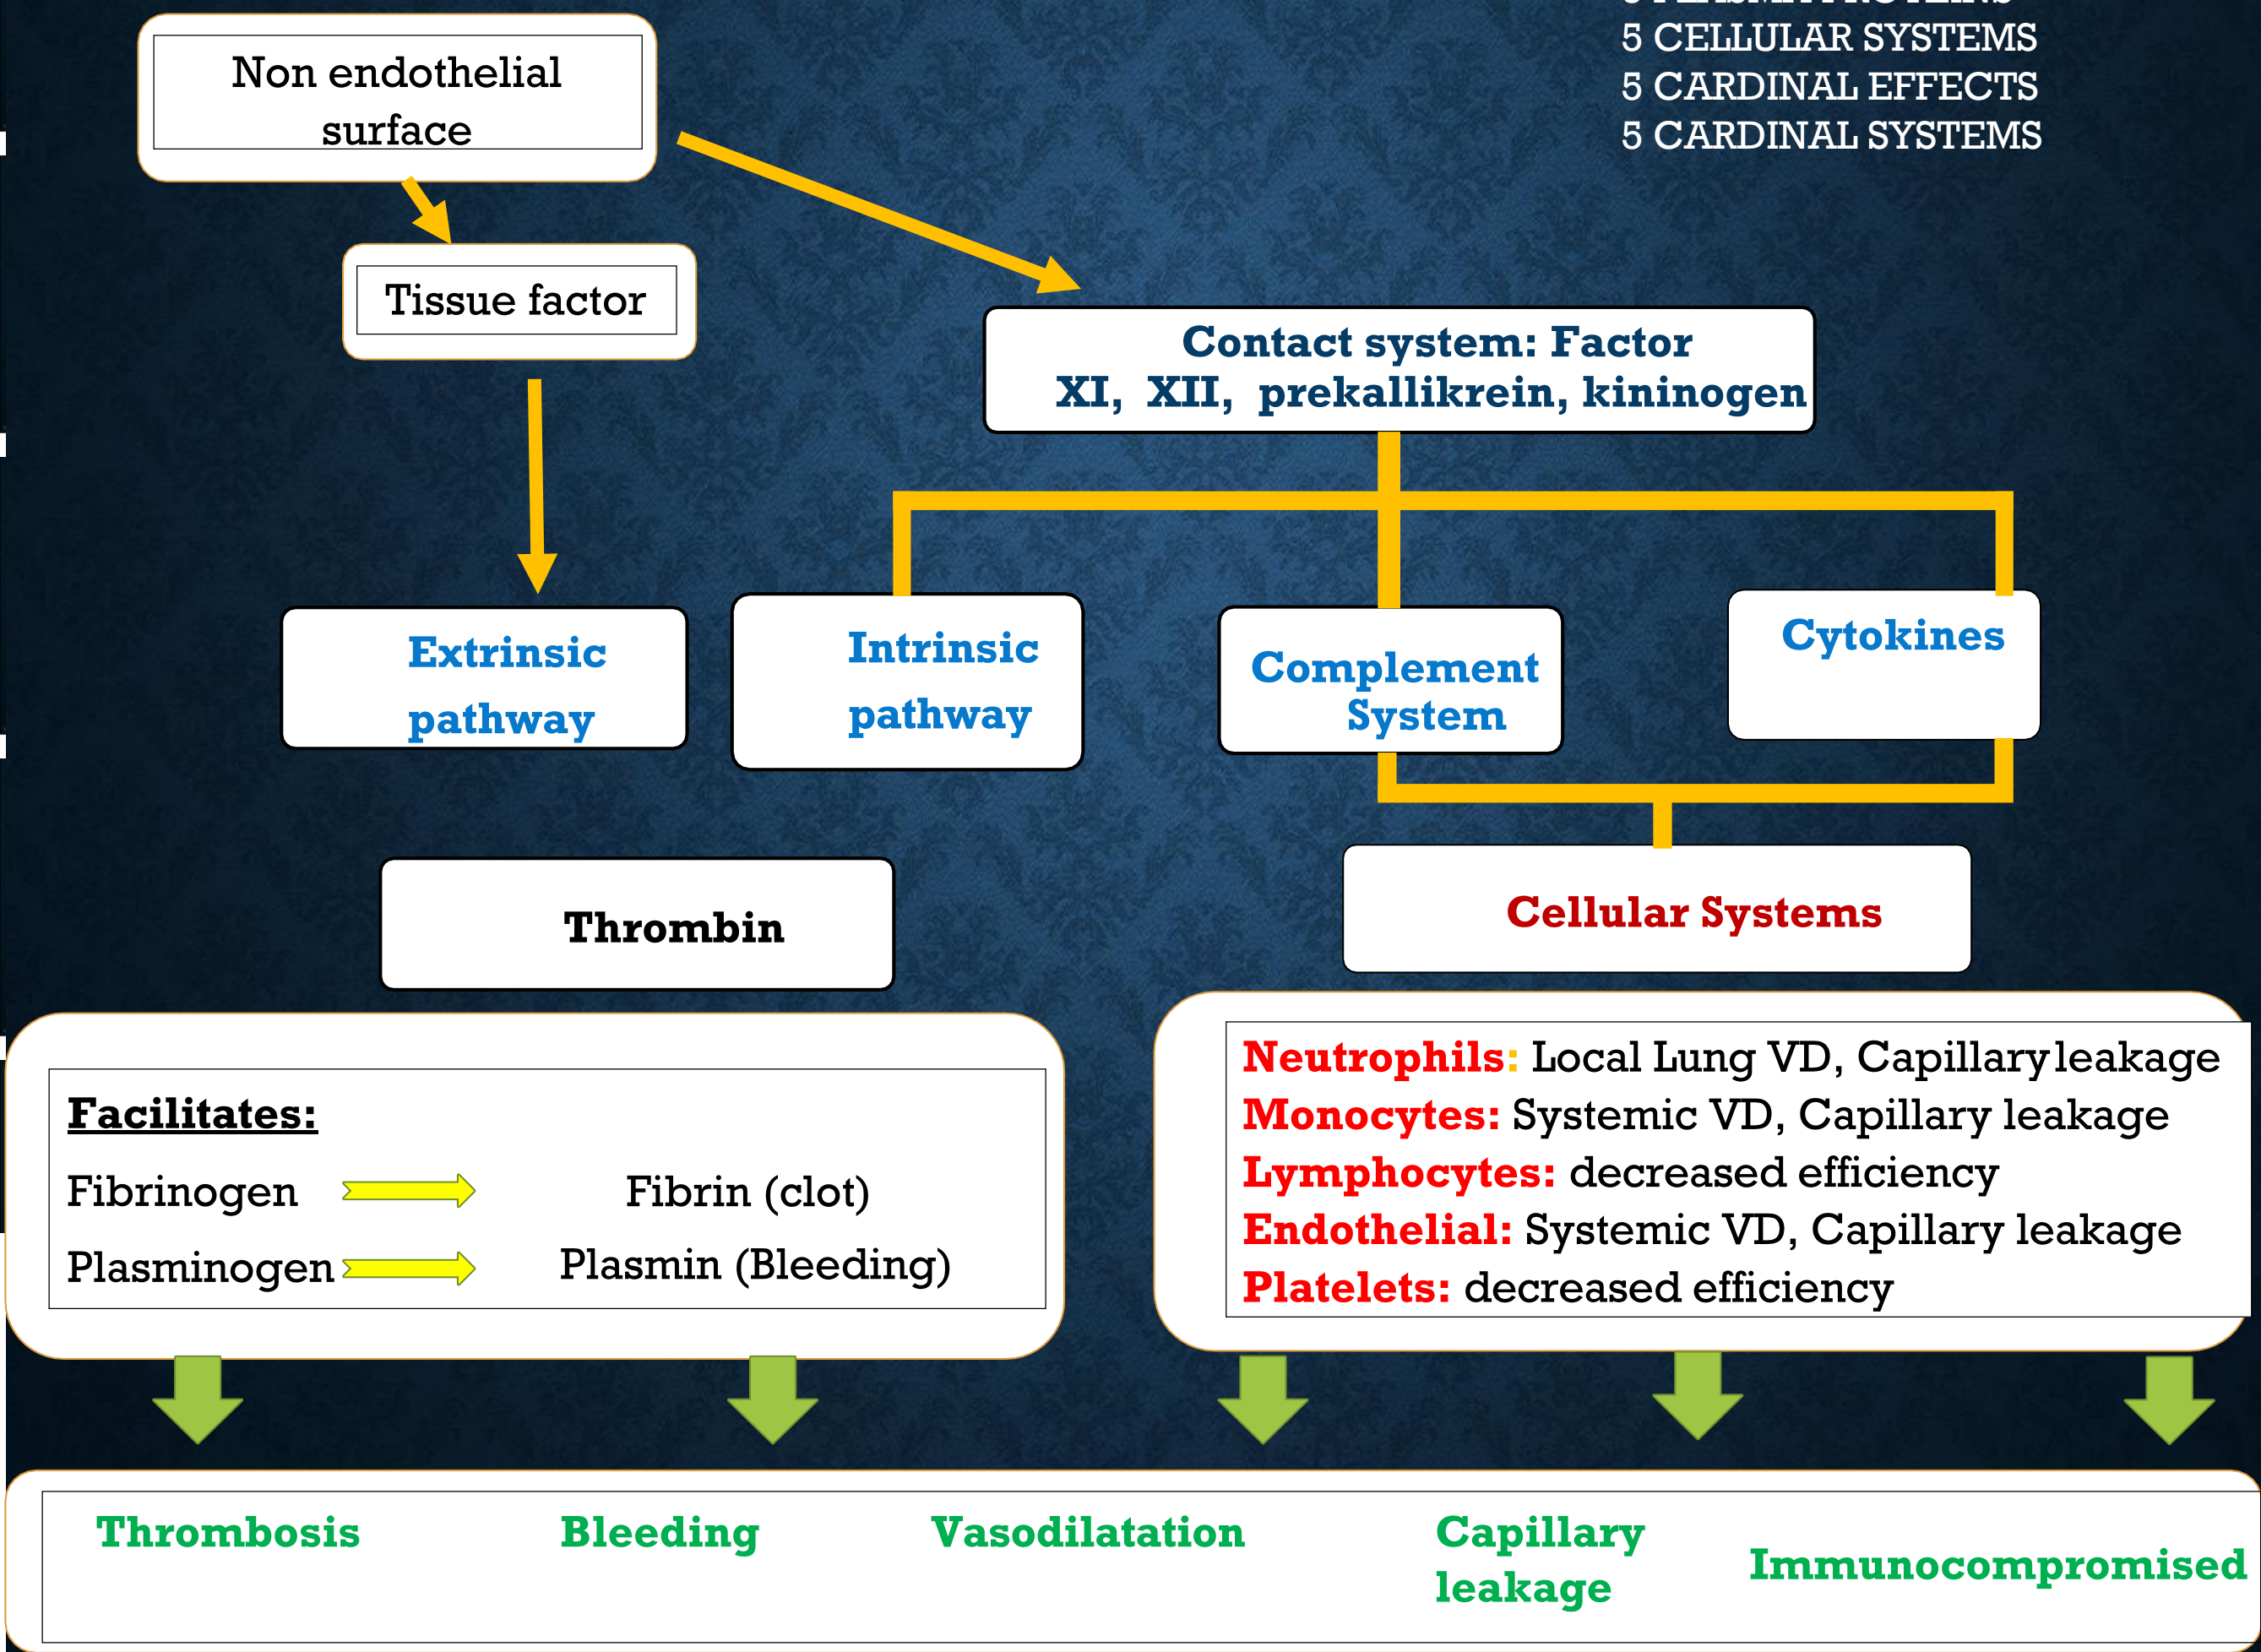 PLASMA PROTEINS
5 CELLULAR SYSTEMS
5 CARDINAL EFFECTS
5 CARDINAL SYSTEMS
Non endothelial
surface
Tissue factor
Contact system: Factor
XI, XII, prekallikrein, kininogen
Extrinsic
pathway
Intrinsic
pathway
Complement
System
Cytokines
Thrombin
Cellular Systems
Facilitates:
Fibrinogen Fibrin (clot)
Plasminogen Plasmin (Bleeding)
Neutrophils: Local Lung VD, Capillary leakage
Monocytes: Systemic VD, Capillary leakage
Lymphocytes: decreased efficiency
Endothelial: Systemic VD, Capillary leakage
Platelets: decreased efficiency
Thrombosis
Bleeding
Vasodilatation
Capillary
leakage
Immunocompromised